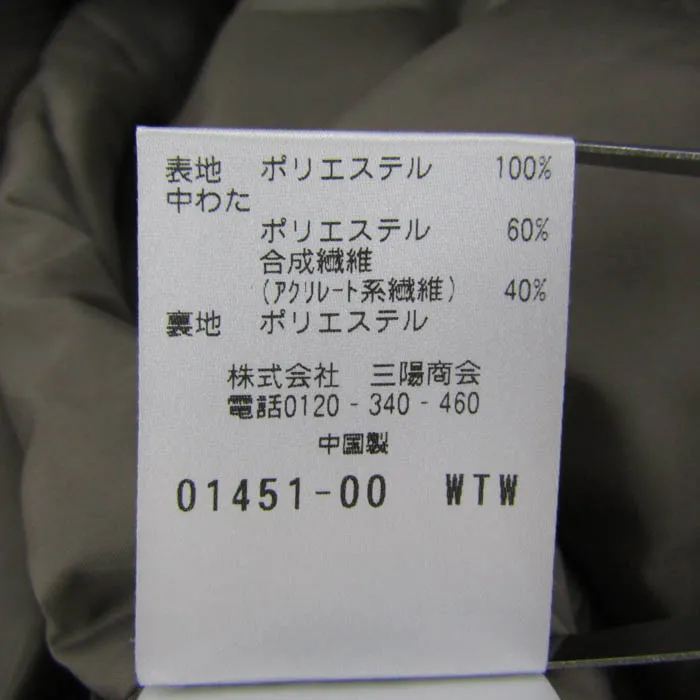 表地 ポリエステル 100%
中わた
ポリエステル 60%
合成繊維
(アクリレート系繊維) 40%
裏地 ポリエステル
株式会社 三陽商会
電話0120-340-460
中国製
01451-00 WTW